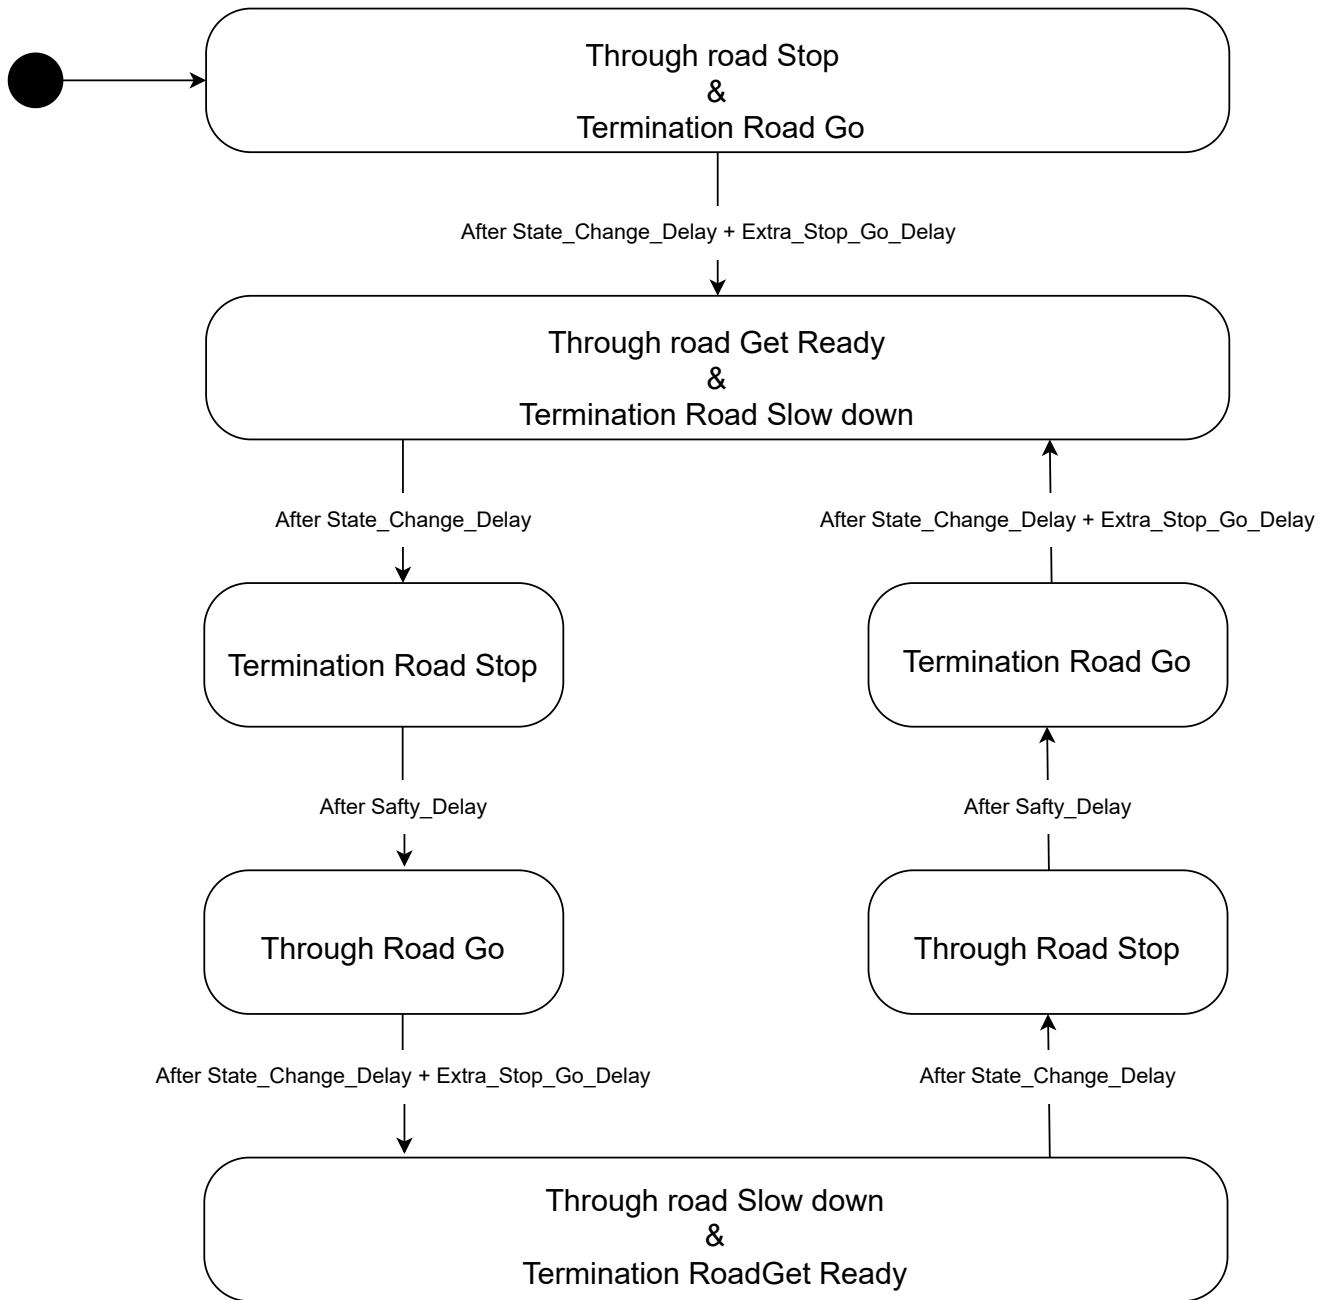 Through road Stop
&
Termination Road Go
After State_Change_Delay + Extra_Stop_Go_Delay
Through road Get Ready
&
Termination Road Slow down
After State_Change_Delay
After State_Change_Delay + Extra_Stop_Go_Delay
Termination Road Stop
Termination Road Go
After Safty_Delay
After Safty_Delay
Through Road Go
Through Road Stop
After State_Change_Delay + Extra_Stop_Go_Delay
After State_Change_Delay
Through road Slow down
&
Termination RoadGet Ready